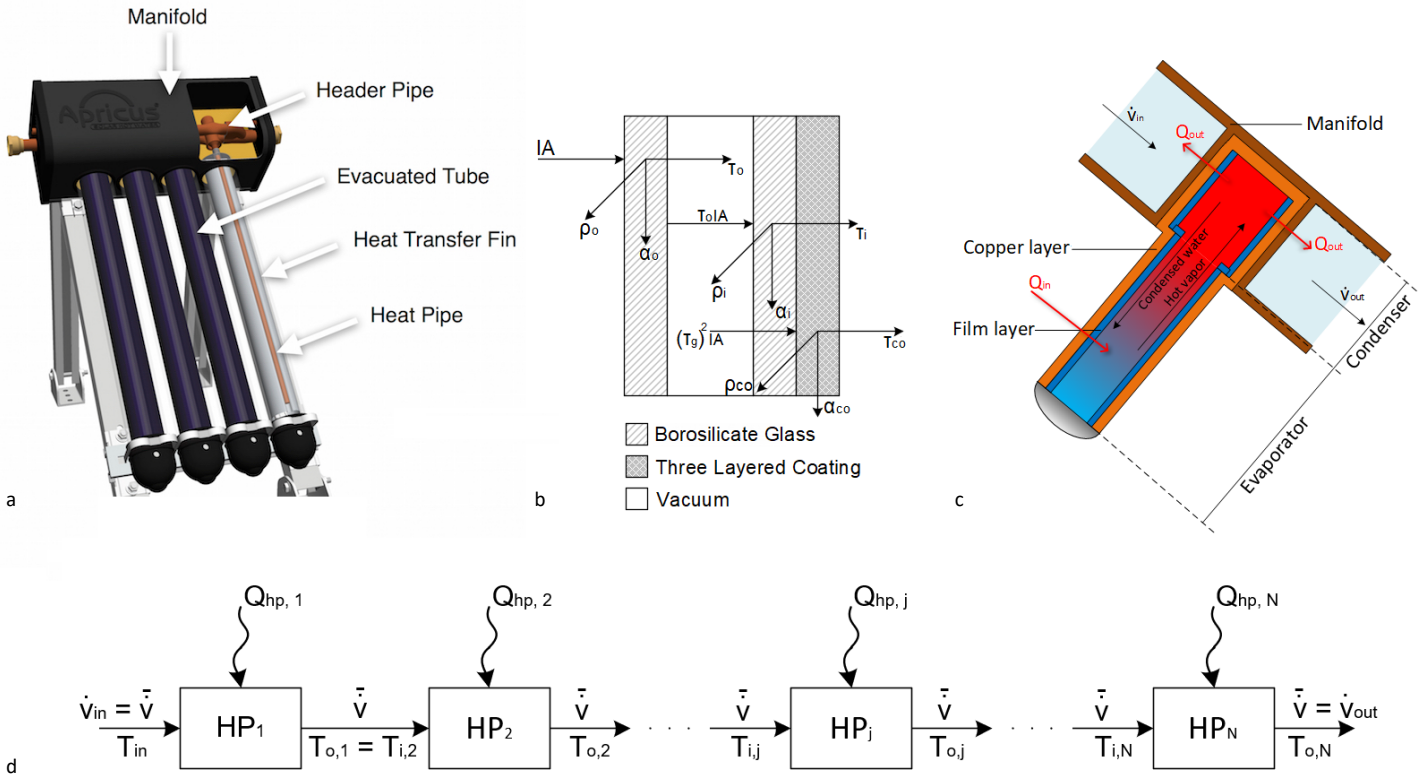 Manifold
Header Pipe
Apricus
Evacuated Tube
Heat Transfer Fin
Heat Pipe
a
IA
τo
ρo
αo
τoIA
τi
ρi
αi
(τg)² IA
τco
ρco
αco
Borosilicate Glass
Three Layered Coating
Vacuum
b
v̇in
Manifold
Qout
Copper layer
Qout
Condensed water
Hot vapor
Qin
v̇out
Film layer
Condenser
Evaporator
c
Qhp, 1
Qhp, 2
Qhp, j
Qhp, N
v̇in = v̇̄
v̇̄
v̇̄
v̇̄
v̇̄
v̇̄
v̇̄ = v̇out
HP1
HP2
HPj
HPN
Tin
To,1 = Ti,2
To,2
. . .
Ti,j
To,j
. . .
Ti,N
To,N
d